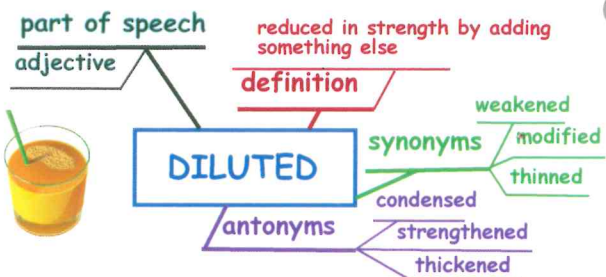 part of speech
adjective
reduced in strength by adding
something else
definition
DILUTED
synonyms
weakened
modified
thinned
antonyms
condensed
strengthened
thickened